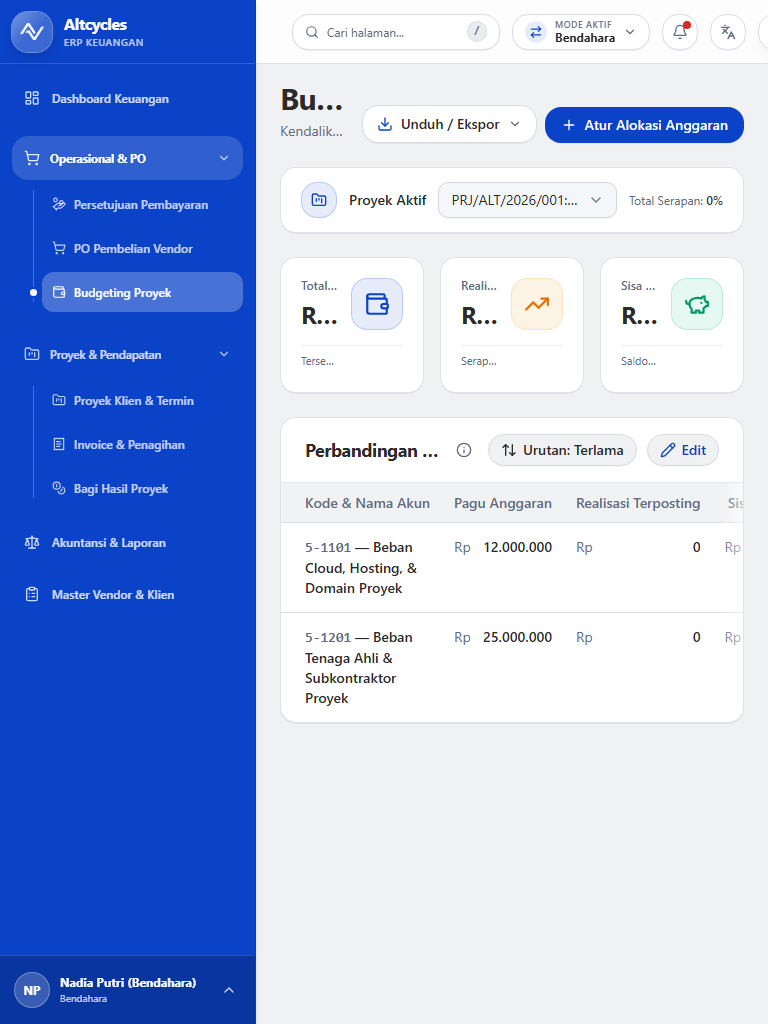 Altcycles
ERP KEUANGAN
Dashboard Keuangan
Operasional & PO
Persetujuan Pembayaran
PO Pembelian Vendor
Budgeting Proyek
Proyek & Pendapatan
Proyek Klien & Termin
Invoice & Penagihan
Bagi Hasil Proyek
Akuntansi & Laporan
Master Vendor & Klien
NP
Nadia Putri (Bendahara)
Bendahara
Cari halaman...
/
MODE AKTIF
Bendahara
Bu...
Kendalik...
Unduh / Ekspor
Atur Alokasi Anggaran
Proyek Aktif
PRJ/ALT/2026/001:...
Total Serapan: 0%
Total...
R...
Terse...
Reali...
R...
Serap...
Sisa ...
R...
Saldo...
Perbandingan ...
Urutan: Terlama
Edit
Kode & Nama Akun Pagu Anggaran Realisasi Terposting Sis
5-1101 — Beban Rp 12.000.000 Rp 0 Rp
Cloud, Hosting, &
Domain Proyek
5-1201 — Beban Rp 25.000.000 Rp 0 Rp
Tenaga Ahli &
Subkontraktor
Proyek